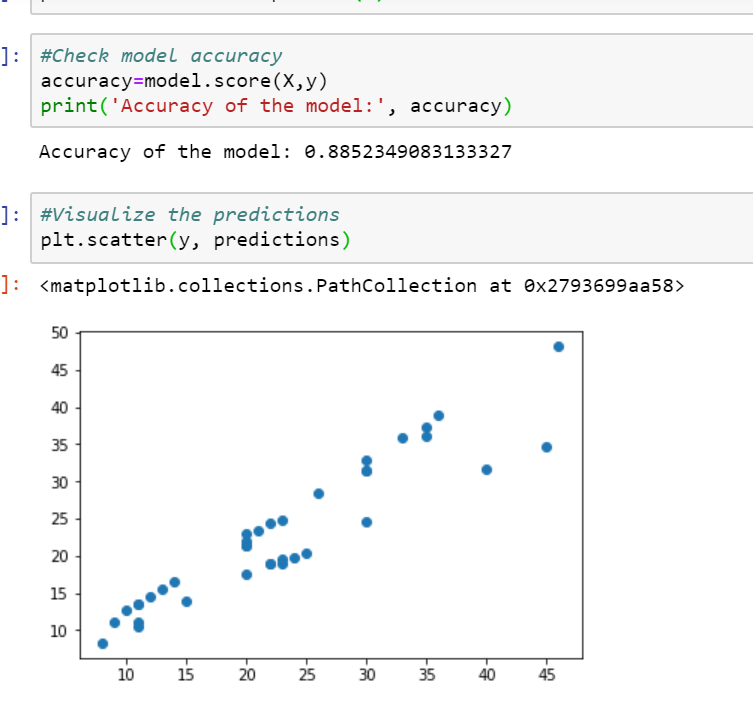 ]:
#Check model accuracy
accuracy=model.score(X,y)
print('Accuracy of the model:', accuracy)
Accuracy of the model: 0.8852349083133327
]:
#Visualize the predictions
plt.scatter(y, predictions)
]:
<matplotlib.collections.PathCollection at 0x2793699aa58>
50
45
40
35
30
25
20
15
10
10 15 20 25 30 35 40 45